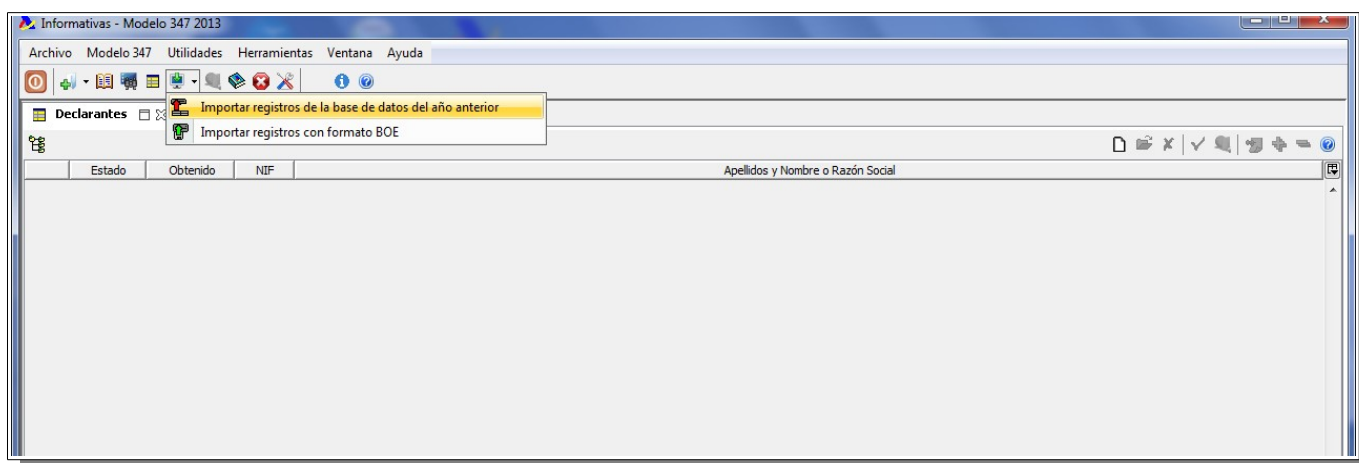 Informativas - Modelo 347 2013
Archivo Modelo 347 Utilidades Herramientas Ventana Ayuda
Declarantes
Importar registros de la base de datos del año anterior
Importar registros con formato BOE
Estado Obtenido NIF Apellidos y Nombre o Razón Social